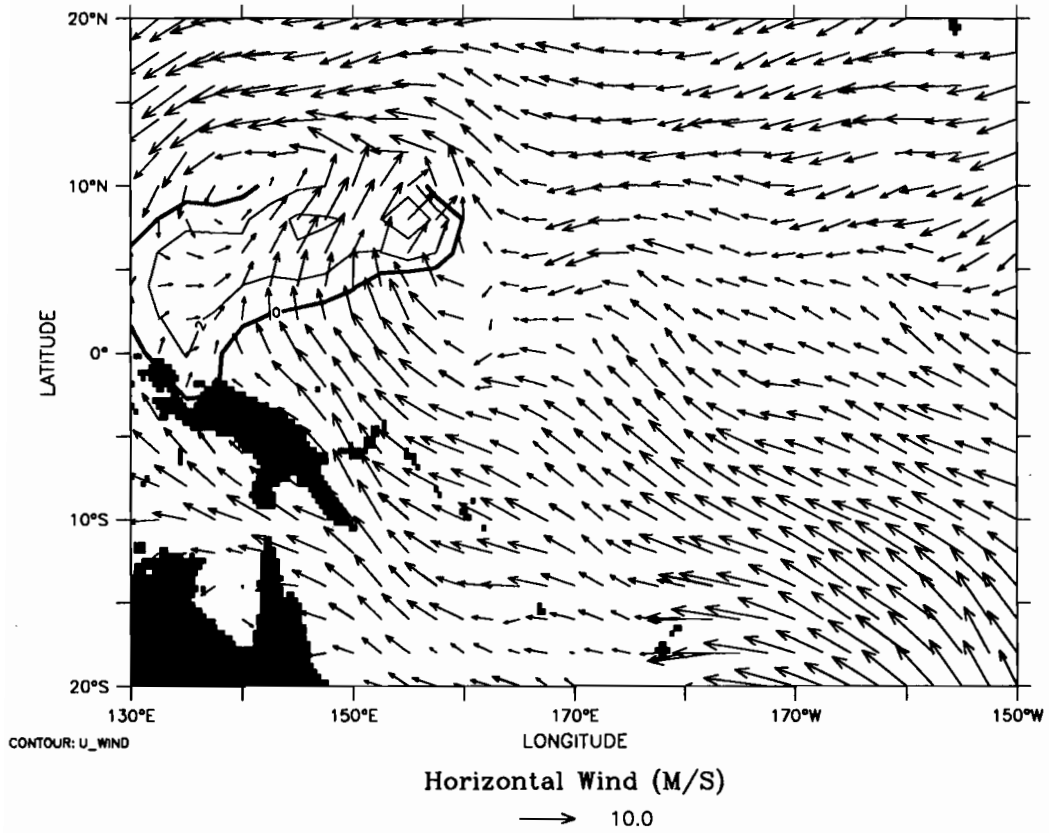 20°N
10°N
0°
10°S
20°S
LATITUDE
2
0
130°E 150°E 170°E 170°W 150°W
CONTOUR: U_WIND
LONGITUDE
Horizontal Wind (M/S)
10.0